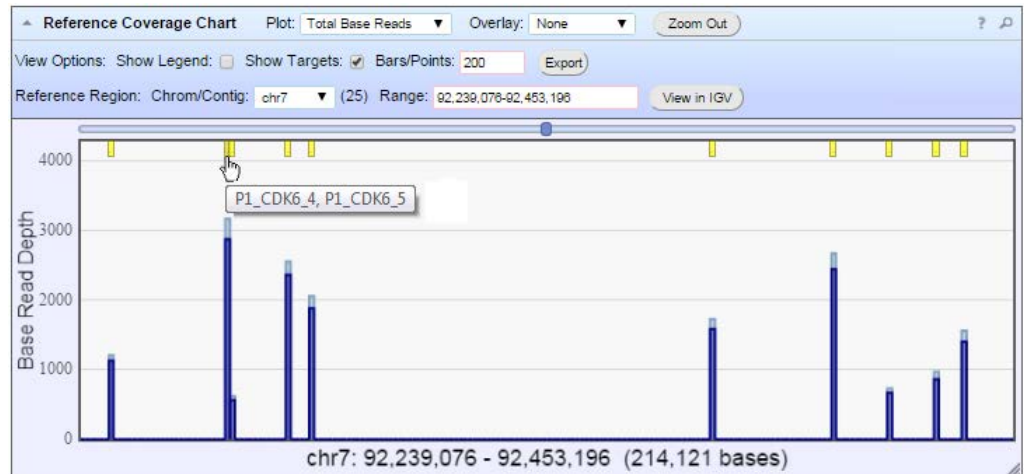 Reference Coverage Chart Plot: Total Base Reads Overlay: None Zoom Out ?
View Options: Show Legend: Show Targets: Bars/Points: 200 Export
Reference Region: Chrom/Contig: chr7 (25) Range: 92,239,076-92,453,196 View in IGV
4000
P1_CDK6_4, P1_CDK6_5
3000
2000
1000
0
Base Read Depth
chr7: 92,239,076 - 92,453,196 (214,121 bases)